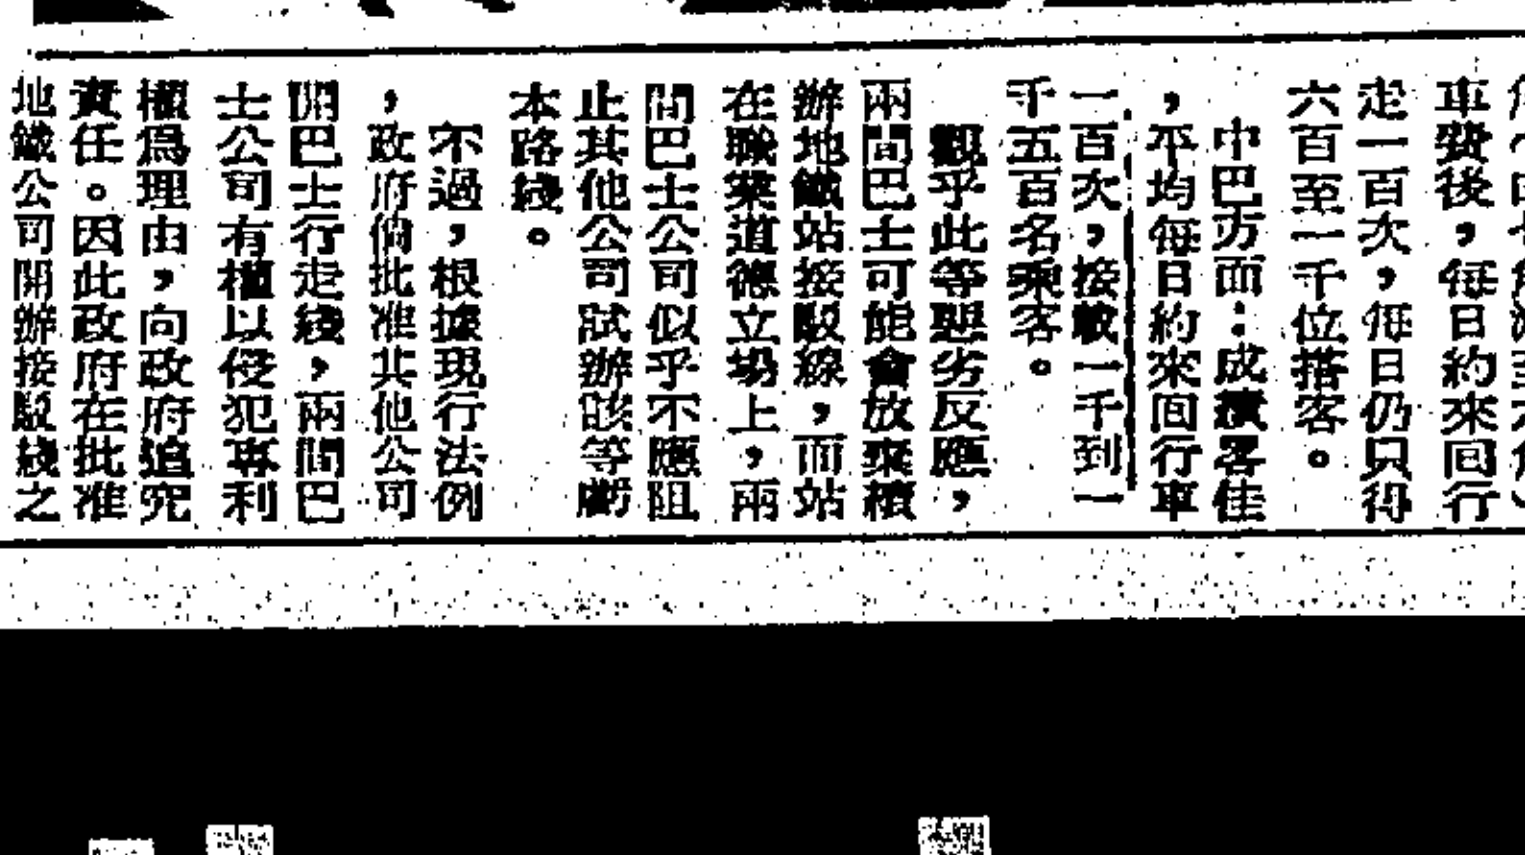 車費後，每日約來回行
走一百次，每日仍只得
六百至一千位搭客。
中巴方面：成績畧佳
，平均每日約來回行車
一百次，接載一千到一
千五百名乘客。
觀乎此等惡劣反應，
兩間巴士可能會放棄續
辦地鐵站接駁線，而站
在職業道德立場上，兩
間巴士公司似乎不應阻
止其他公司試辦該等虧
本路綫。
不過，根據現行法例
，政府倘批准其他公司
開巴士行走綫，兩間巴
士公司有權以侵犯專利
權爲理由，向政府追究
責任。因此政府在批准
地鐵公司開辦接駁綫之